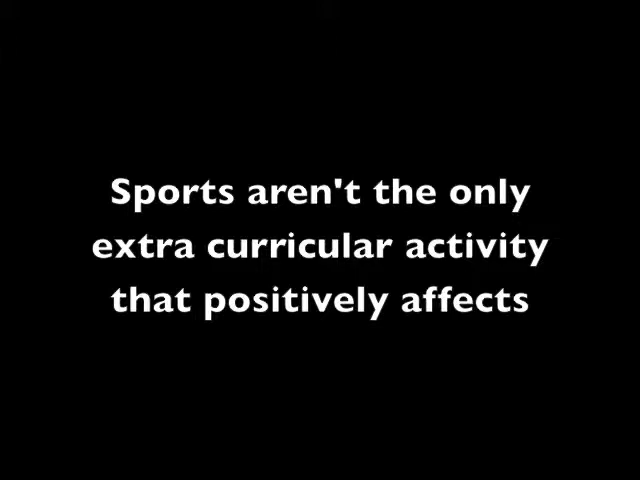 Sports aren't the only
extra curricular activity
that positively affects